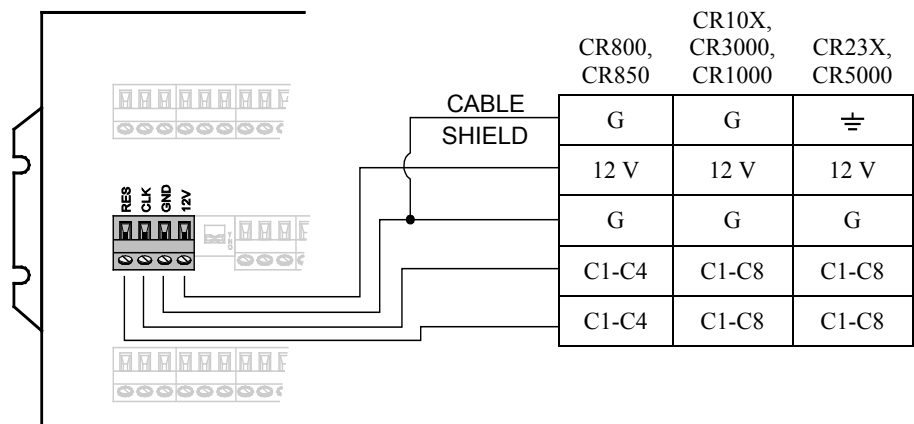 CR800,
CR850
CR10X,
CR3000,
CR1000
CR23X,
CR5000
CABLE
SHIELD
G G ⏚
12 V 12 V 12 V
G G G
C1-C4 C1-C8 C1-C8
C1-C4 C1-C8 C1-C8
RES
CLK
GND
12V